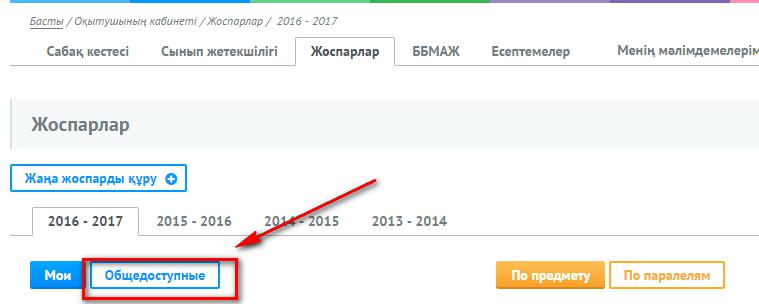 Басты / Оқытушының кабинеті / Жоспарлар / 2016 - 2017
Сабақ кестесі Сынып жетекшілігі Жоспарлар ББМАЖ Есептемелер Менің мәлімдемелерім
Жоспарлар
Жаңа жоспарды құру
2016 - 2017 2015 - 2016 2014 - 2015 2013 - 2014
Мои Общедоступные По предмету По паралелям